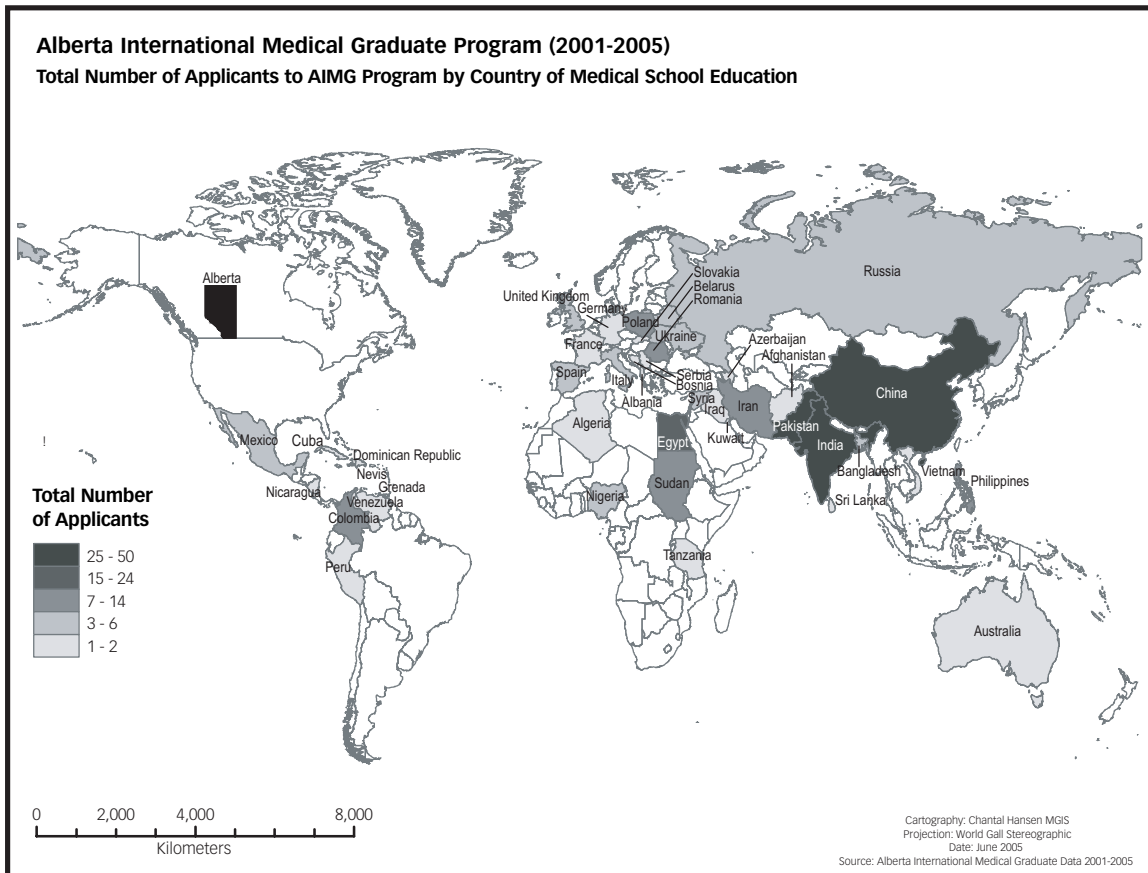 Alberta International Medical Graduate Program (2001-2005)
Total Number of Applicants to AIMG Program by Country of Medical School Education
Alberta
Slovakia
Belarus
Romania
Russia
United Kingdom
Germany
Poland
Ukraine
France
Azerbaijan
Afghanistan
Spain
Italy
Serbia
Bosnia
Albania
Syria
Iraq
Iran
China
Algeria
Kuwait
Pakistan
India
Egypt
Mexico
Cuba
Dominican Republic
Nevis
Grenada
Nicaragua
Venezuela
Colombia
Bangladesh
Vietnam
Philippines
Sudan
Nigeria
Sri Lanka
Tanzania
Peru
Australia
!
Total Number
of Applicants
25 - 50
15 - 24
7 - 14
3 - 6
1 - 2
0 2,000 4,000 8,000
Kilometers
Cartography: Chantal Hansen MGIS
Projection: World Gall Stereographic
Date: June 2005
Source: Alberta International Medical Graduate Data 2001-2005